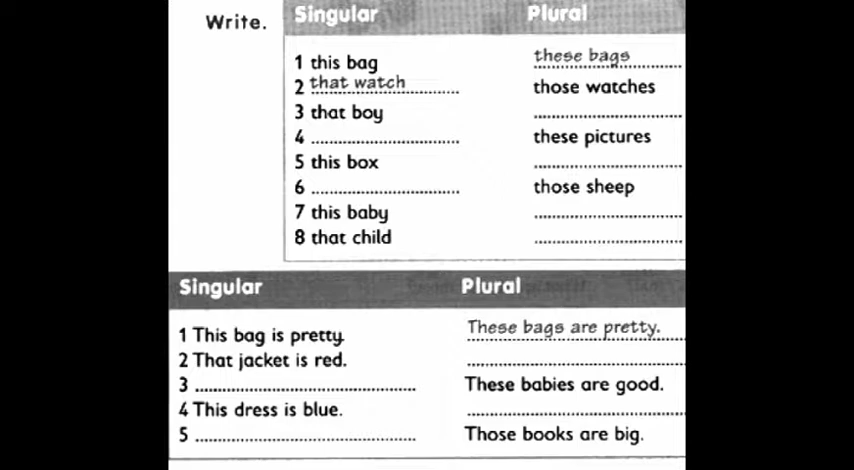 Write.
Singular Plural
1 this bag these bags
2 that watch those watches
3 that boy
4 these pictures
5 this box
6 those sheep
7 this baby
8 that child
Singular Plural
1 This bag is pretty. These bags are pretty.
2 That jacket is red.
3 These babies are good.
4 This dress is blue.
5 Those books are big.